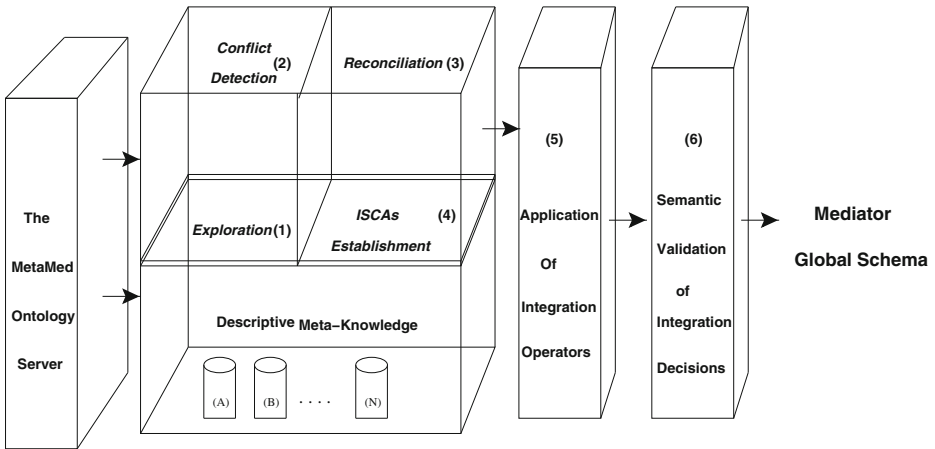 The
MetaMed
Ontology
Server
Conflict
(2)
Detection
Reconciliation (3)
Exploration (1)
ISCAs (4)
Establishment
Descriptive Meta−Knowledge
(A) (B) . . . . (N)
(5)
Application
Of
Integration
Operators
(6)
Semantic
Validation
of
Integration
Decisions
Mediator
Global Schema